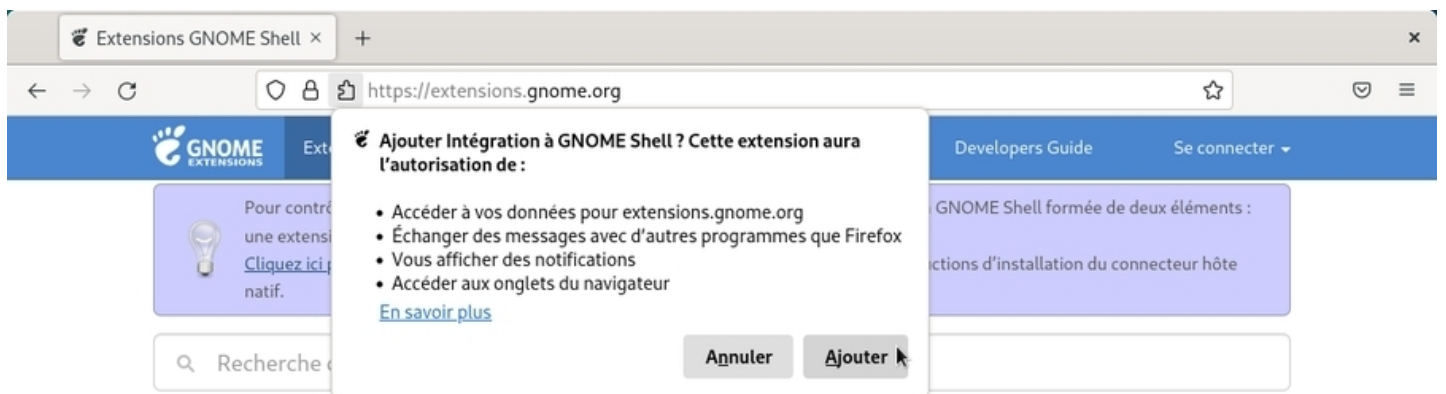 Extensions GNOME Shell
https://extensions.gnome.org
GNOME
EXTENSIONS
Developers Guide
Se connecter
Ajouter Intégration à GNOME Shell ? Cette extension aura
l'autorisation de :
• Accéder à vos données pour extensions.gnome.org
• Échanger des messages avec d'autres programmes que Firefox
• Vous afficher des notifications
• Accéder aux onglets du navigateur
En savoir plus
Annuler
Ajouter
Pour contr
GNOME Shell formée de deux éléments :
une extensi
Cliquez ici
ctions d'installation du connecteur hôte
natif.
Recherche